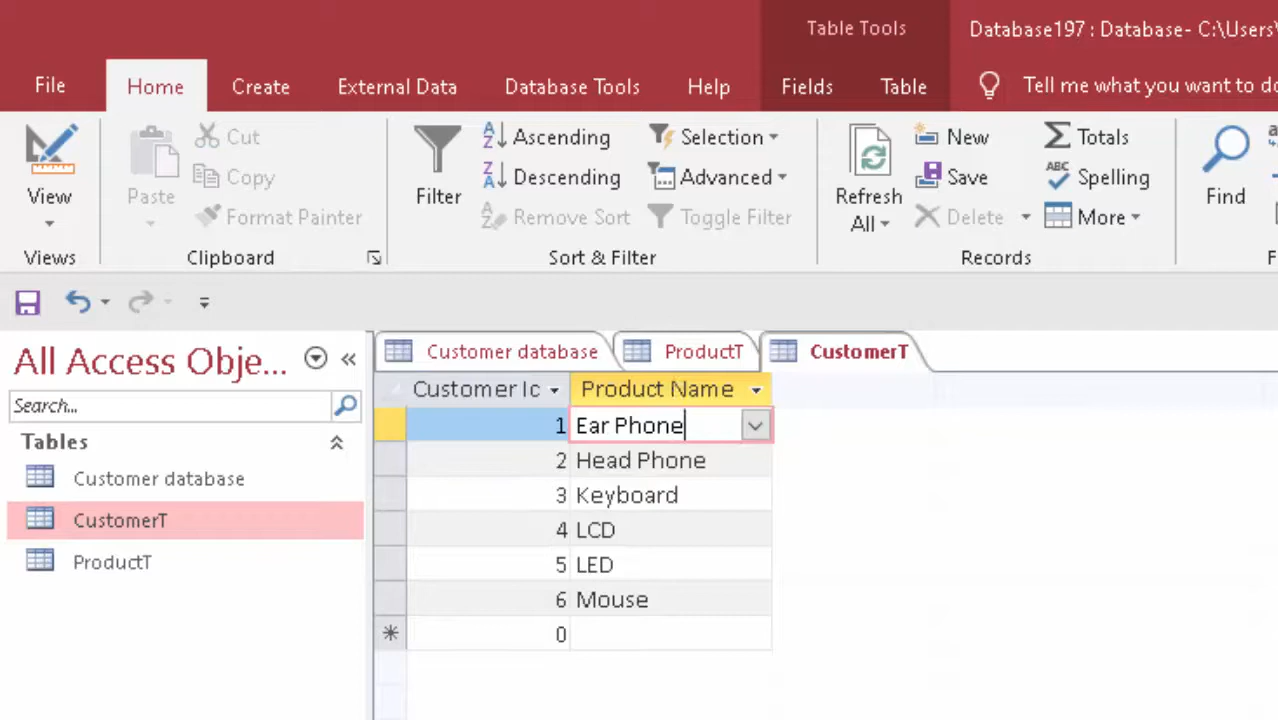 Table Tools
Database197 : Database- C:\Users\
File Home Create External Data Database Tools Help Fields Table Tell me what you want to do
View
Views
Paste
Cut
Copy
Format Painter
Clipboard
Filter
Ascending
Descending
Remove Sort
Selection
Advanced
Toggle Filter
Sort & Filter
Refresh
All
New
Save
Delete
Totals
Spelling
More
Records
Find
All Access Obje...
Search...
Tables
Customer database
CustomerT
ProductT
Customer database ProductT CustomerT
Customer Ic Product Name
1 Ear Phone
2 Head Phone
3 Keyboard
4 LCD
5 LED
6 Mouse
0